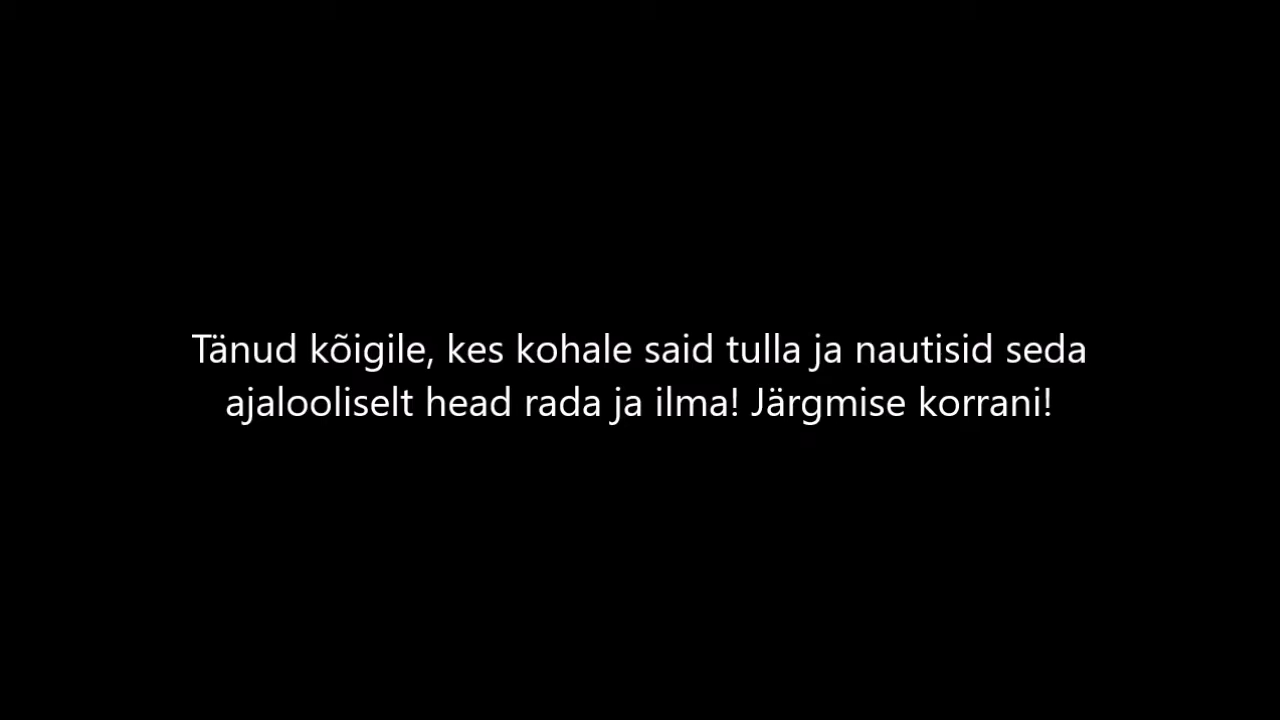 Tänud kõigile, kes kohale said tulla ja nautisid seda
ajalooliselt head rada ja ilma! Järgmise korrani!